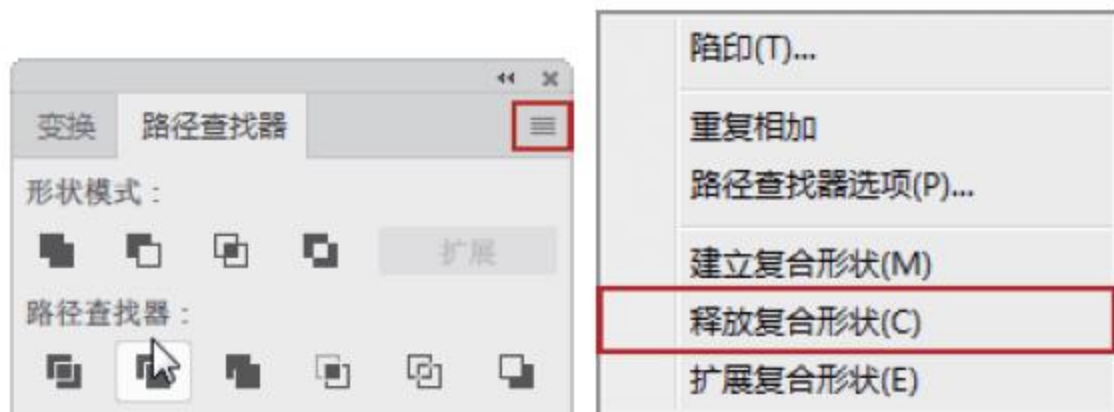 变换
路径查找器
形状模式：
扩展
路径查找器：
陷印(T)...
重复相加
路径查找器选项(P)...
建立复合形状(M)
释放复合形状(C)
扩展复合形状(E)